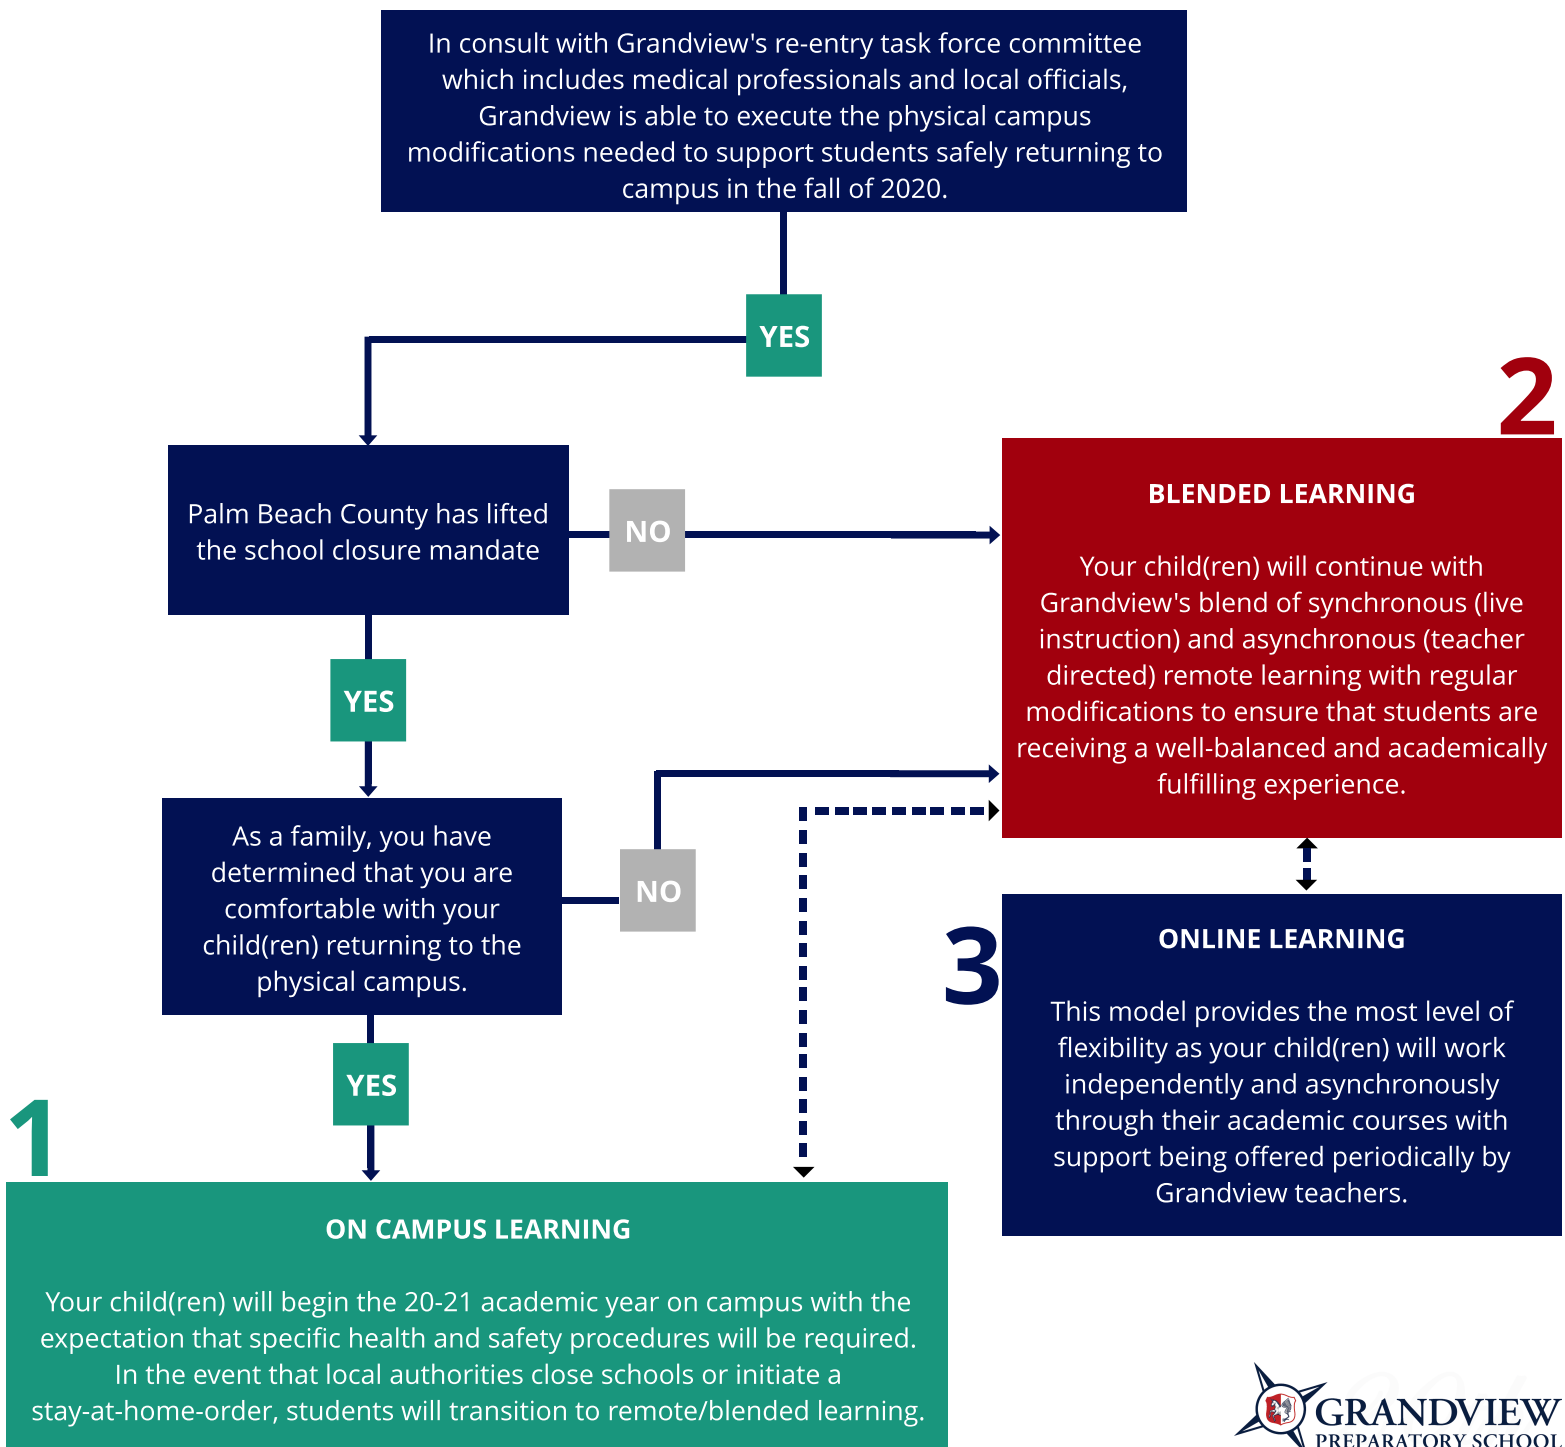 In consult with Grandview's re-entry task force committee
which includes medical professionals and local officials,
Grandview is able to execute the physical campus
modifications needed to support students safely returning to
campus in the fall of 2020.
YES
Palm Beach County has lifted
the school closure mandate
NO
2
BLENDED LEARNING
Your child(ren) will continue with
Grandview's blend of synchronous (live
instruction) and asynchronous (teacher
directed) remote learning with regular
modifications to ensure that students are
receiving a well-balanced and academically
fulfilling experience.
YES
As a family, you have
determined that you are
comfortable with your
child(ren) returning to the
physical campus.
NO
3
ONLINE LEARNING
This model provides the most level of
flexibility as your child(ren) will work
independently and asynchronously
through their academic courses with
support being offered periodically by
Grandview teachers.
YES
1
ON CAMPUS LEARNING
Your child(ren) will begin the 20-21 academic year on campus with the
expectation that specific health and safety procedures will be required.
In the event that local authorities close schools or initiate a
stay-at-home-order, students will transition to remote/blended learning.
GRANDVIEW
PREPARATORY SCHOOL